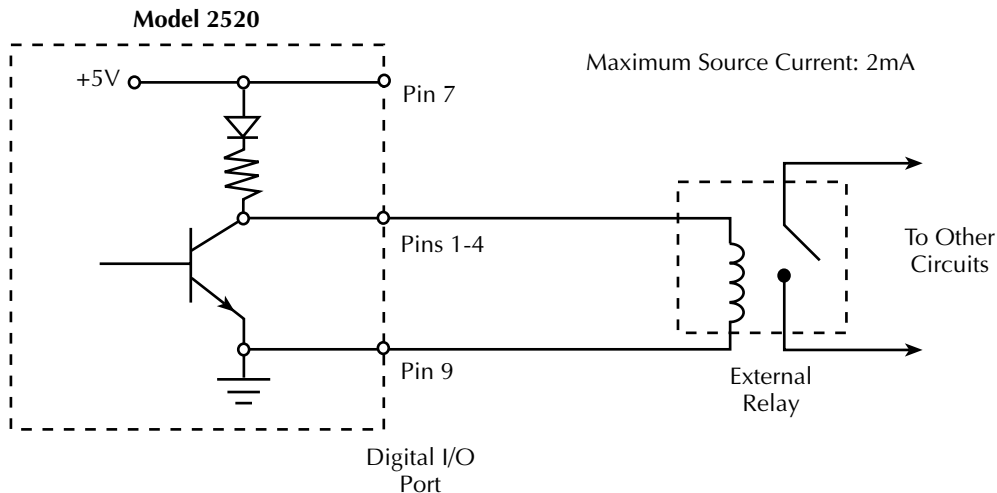 Model 2520
Maximum Source Current: 2mA
+5V
Pin 7
Pins 1-4
To Other
Circuits
Pin 9
External
Relay
Digital I/O
Port